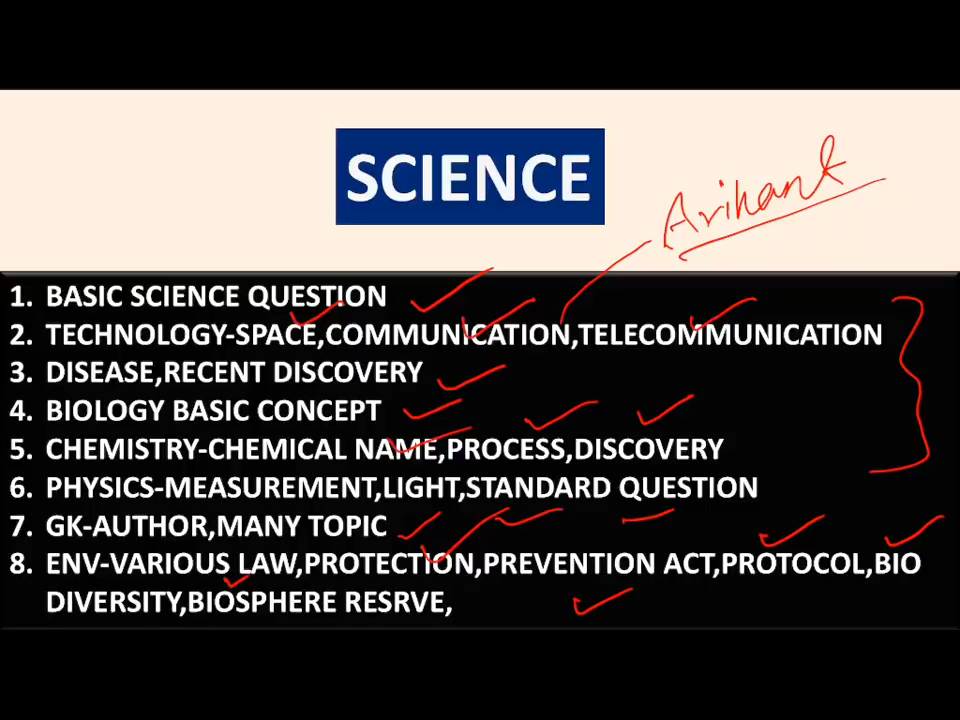 SCIENCE
Arihant
1. BASIC SCIENCE QUESTION
2. TECHNOLOGY-SPACE,COMMUNICATION,TELECOMMUNICATION
3. DISEASE,RECENT DISCOVERY
4. BIOLOGY BASIC CONCEPT
5. CHEMISTRY-CHEMICAL NAME,PROCESS,DISCOVERY
6. PHYSICS-MEASUREMENT,LIGHT,STANDARD QUESTION
7. GK-AUTHOR,MANY TOPIC
8. ENV-VARIOUS LAW,PROTECTION,PREVENTION ACT,PROTOCOL,BIO
DIVERSITY,BIOSPHERE RESRVE,